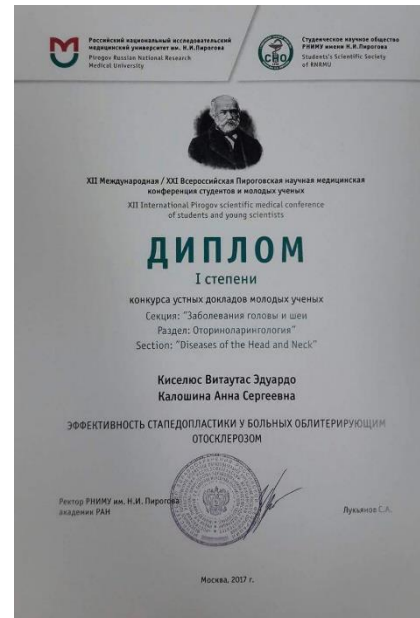 Российский национальный исследовательский
медицинский университет им. Н.И.Пирогова
Pirogov Russian National Research
Medical University
СНО
Студенческое научное общество
РНИМУ имени Н.И.Пирогова
Students's Scientific Society
of RNRMU
XII Международная / XXI Всероссийская Пироговская научная медицинская
конференция студентов и молодых ученых
XII International Pirogov scientific medical conference
of students and young scientists
ДИПЛОМ
I степени
конкурса устных докладов молодых ученых
Секция: "Заболевания головы и шеи
Раздел: Оториноларингология"
Section: "Diseases of the Head and Neck"
Киселюс Витаутас Эдуардо
Калошина Анна Сергеевна
ЭФФЕКТИВНОСТЬ СТАПЕДОПЛАСТИКИ У БОЛЬНЫХ ОБЛИТЕРИРУЮЩИМ
ОТОСКЛЕРОЗОМ
Ректор РНИМУ им. Н.И. Пирогова
академик РАН
Лукьянов С.А.
Москва, 2017 г.